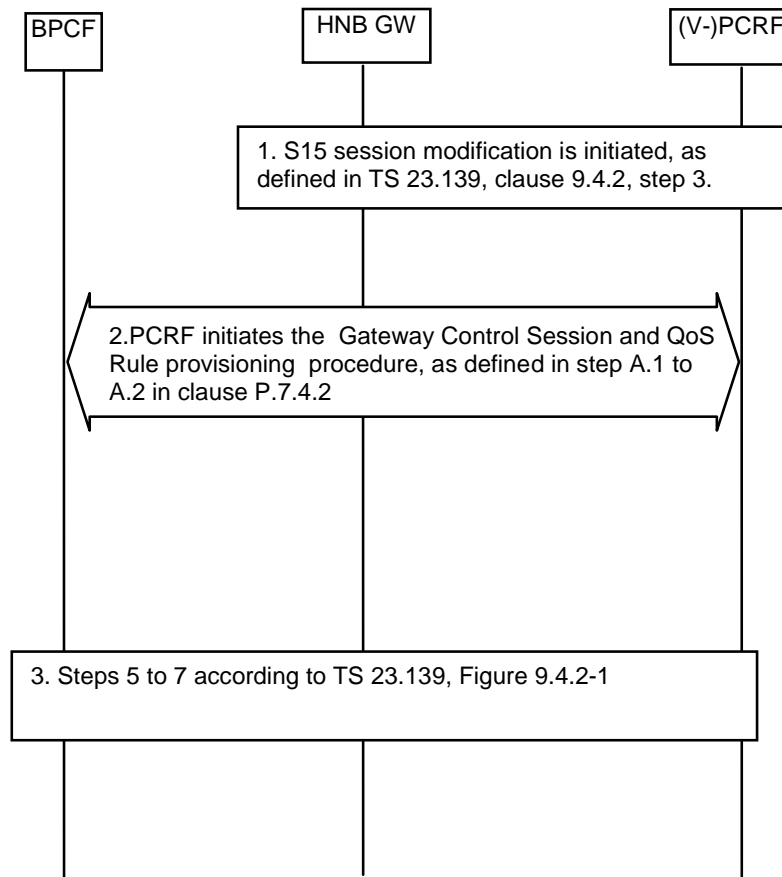 BPCF
HNB GW
(V-)PCRF
1. S15 session modification is initiated, as
defined in TS 23.139, clause 9.4.2, step 3.
2.PCRF initiates the Gateway Control Session and QoS
Rule provisioning procedure, as defined in step A.1 to
A.2 in clause P.7.4.2
3. Steps 5 to 7 according to TS 23.139, Figure 9.4.2-1